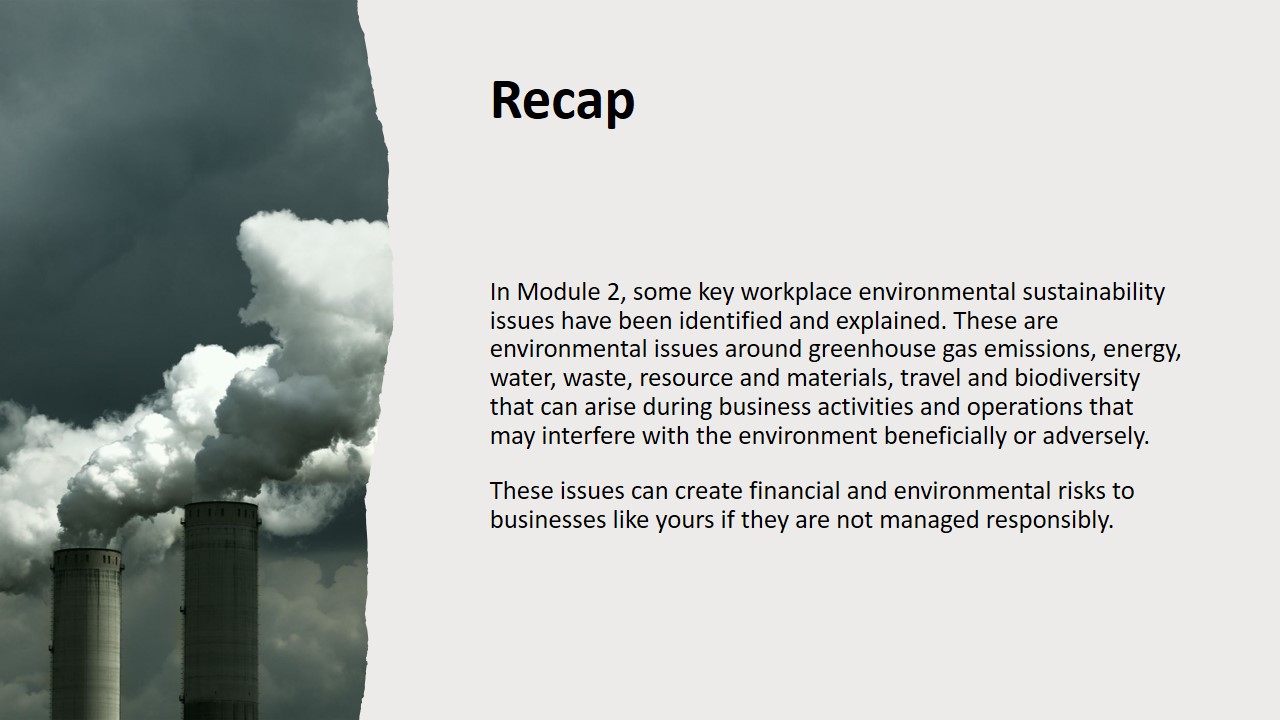 Recap
In Module 2, some key workplace environmental sustainability
issues have been identified and explained. These are
environmental issues around greenhouse gas emissions, energy,
water, waste, resource and materials, travel and biodiversity
that can arise during business activities and operations that
may interfere with the environment beneficially or adversely.
These issues can create financial and environmental risks to
businesses like yours if they are not managed responsibly.